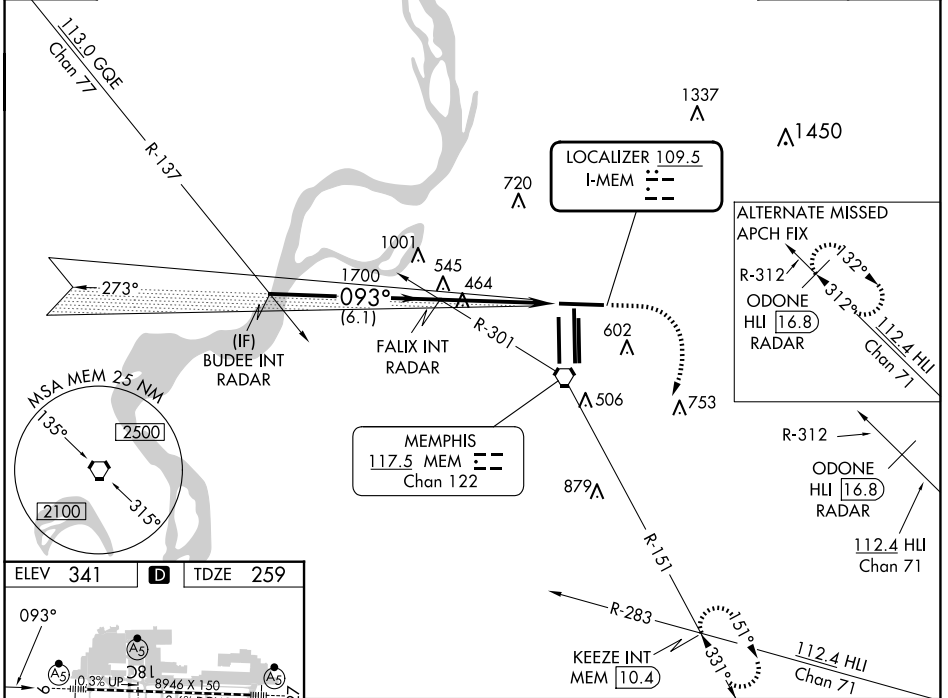 113.0 GQE
Chan 77
R-137
1337
1450
LOCALIZER 109.5
I-MEM
720
ALTERNATE MISSED
APCH FIX
R-312
132°
312°
ODONE
HLI 16.8
RADAR
112.4 HLI
Chan 71
1001
545
464
1700
273°
093°
(6.1)
R-301
(IF)
BUDEE INT
RADAR
FALIX INT
RADAR
602
506
753
MSA MEM 25 NM
135°
2500
2100
315°
MEMPHIS
117.5 MEM
Chan 122
879
R-312
ODONE
HLI 16.8
RADAR
112.4 HLI
Chan 71
R-151
R-283
KEEZE INT
MEM 10.4
151°
331°
112.4 HLI
Chan 71
ELEV 341 D TDZE 259
093°
A5
A5
A5
18C
9
0.3% UP
8946 X 150